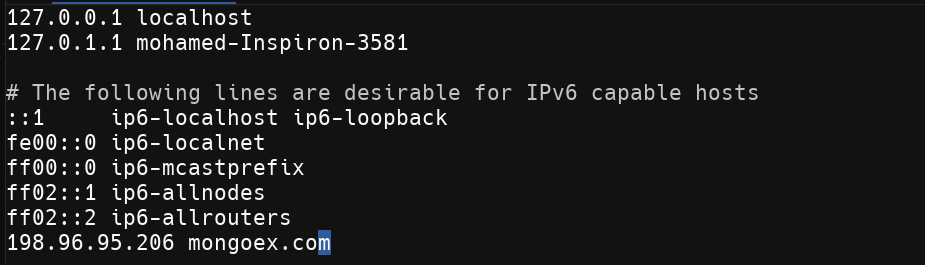 127.0.0.1 localhost
127.0.1.1 mohamed-Inspiron-3581

# The following lines are desirable for IPv6 capable hosts
::1     ip6-localhost ip6-loopback
fe00::0 ip6-localnet
ff00::0 ip6-mcastprefix
ff02::1 ip6-allnodes
ff02::2 ip6-allrouters
198.96.95.206 mongoex.com